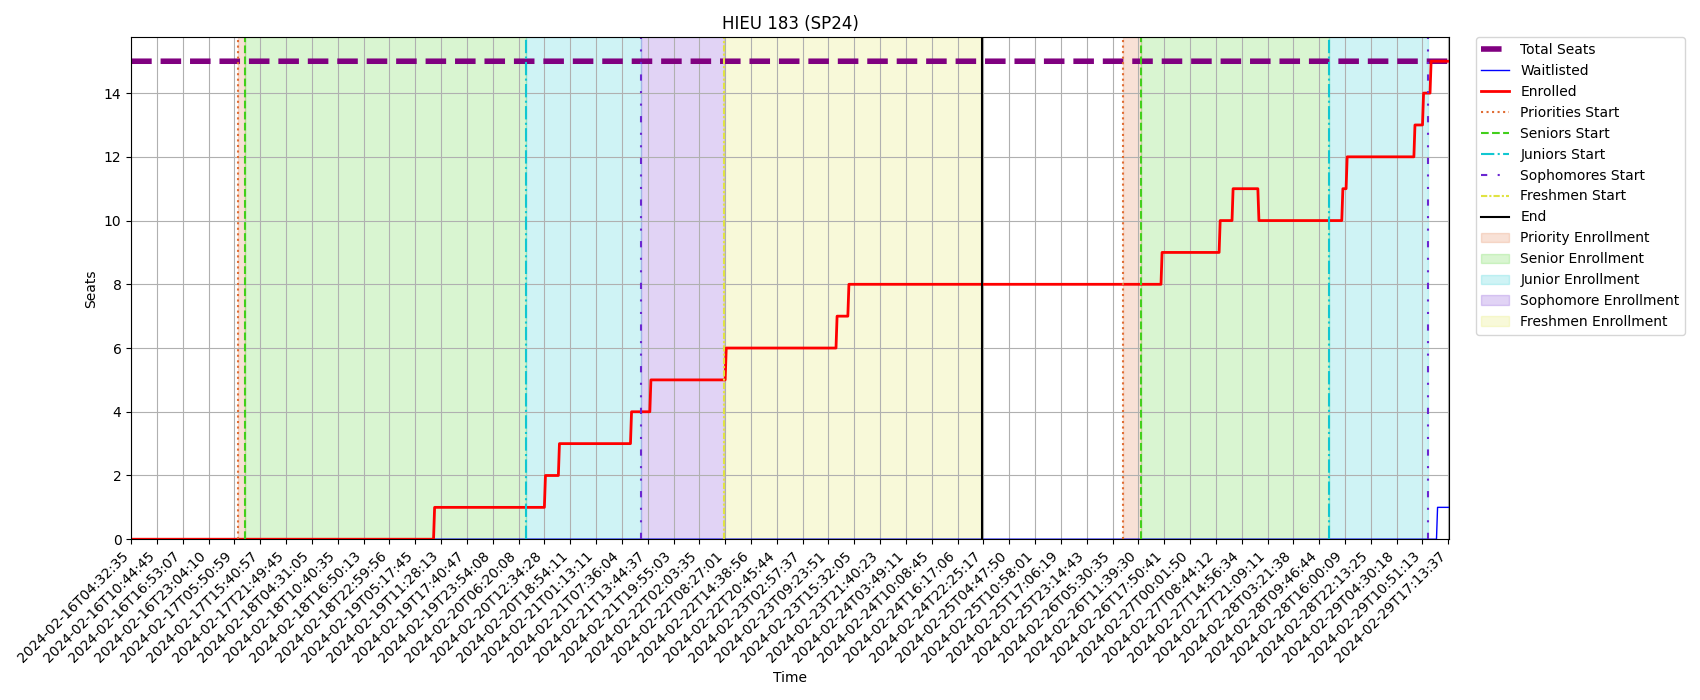 HIEU 183 (SP24)
Seats
14
12
10
8
6
4
2
0
2024-02-16T04:32:35
2024-02-16T10:44:45
2024-02-16T16:53:07
2024-02-16T23:04:10
2024-02-17T05:50:59
2024-02-17T15:40:57
2024-02-17T21:49:45
2024-02-18T04:31:05
2024-02-18T10:40:35
2024-02-18T16:50:13
2024-02-18T22:59:56
2024-02-19T05:17:45
2024-02-19T11:28:13
2024-02-19T17:40:47
2024-02-19T23:54:08
2024-02-20T06:20:08
2024-02-20T12:34:28
2024-02-20T18:54:11
2024-02-21T01:13:11
2024-02-21T07:36:04
2024-02-21T13:44:37
2024-02-21T19:55:03
2024-02-22T02:03:35
2024-02-22T08:27:01
2024-02-22T14:38:56
2024-02-22T20:45:44
2024-02-23T02:57:37
2024-02-23T09:23:51
2024-02-23T15:32:05
2024-02-23T21:40:23
2024-02-24T03:49:11
2024-02-24T10:08:45
2024-02-24T16:17:06
2024-02-24T22:25:17
2024-02-25T04:47:50
2024-02-25T10:58:01
2024-02-25T17:06:19
2024-02-25T23:14:43
2024-02-26T05:30:35
2024-02-26T11:39:30
2024-02-26T17:50:41
2024-02-27T00:01:50
2024-02-27T08:44:12
2024-02-27T14:56:34
2024-02-27T21:09:11
2024-02-28T03:21:38
2024-02-28T09:46:44
2024-02-28T16:00:09
2024-02-28T22:13:25
2024-02-29T04:30:18
2024-02-29T10:51:13
2024-02-29T17:13:37
Time
Total Seats
Waitlisted
Enrolled
Priorities Start
Seniors Start
Juniors Start
Sophomores Start
Freshmen Start
End
Priority Enrollment
Senior Enrollment
Junior Enrollment
Sophomore Enrollment
Freshmen Enrollment